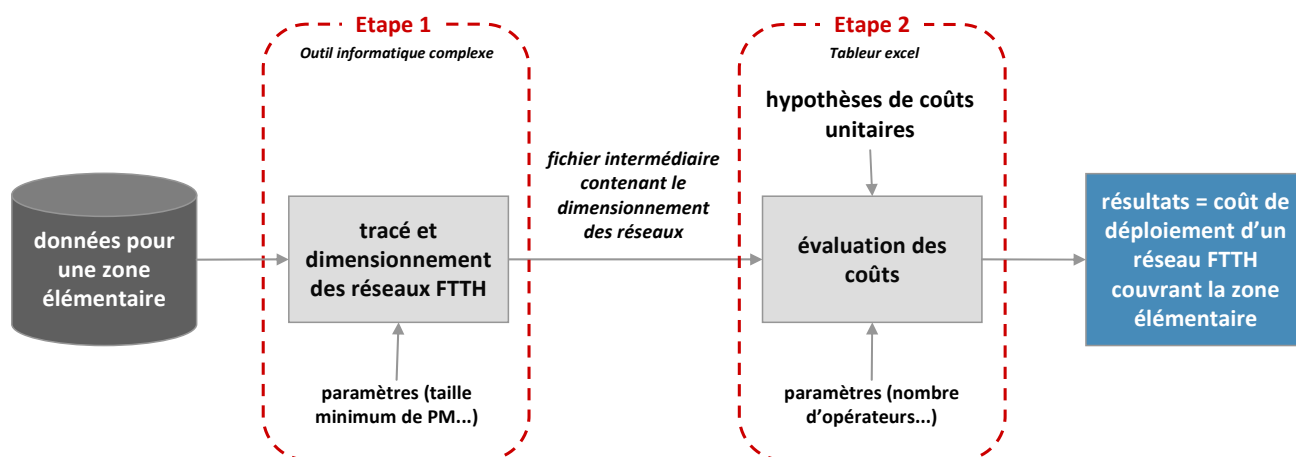 Etape 1
Outil informatique complexe
Etape 2
Tableur excel
hypothèses de coûts
unitaires
fichier intermédiaire
contenant le
dimensionnement
des réseaux
données pour
une zone
élémentaire
tracé et
dimensionnement
des réseaux FTTH
évaluation des
coûts
résultats = coût de
déploiement d’un
réseau FTTH
couvrant la zone
élémentaire
paramètres (taille
minimum de PM...)
paramètres (nombre
d’opérateurs...)